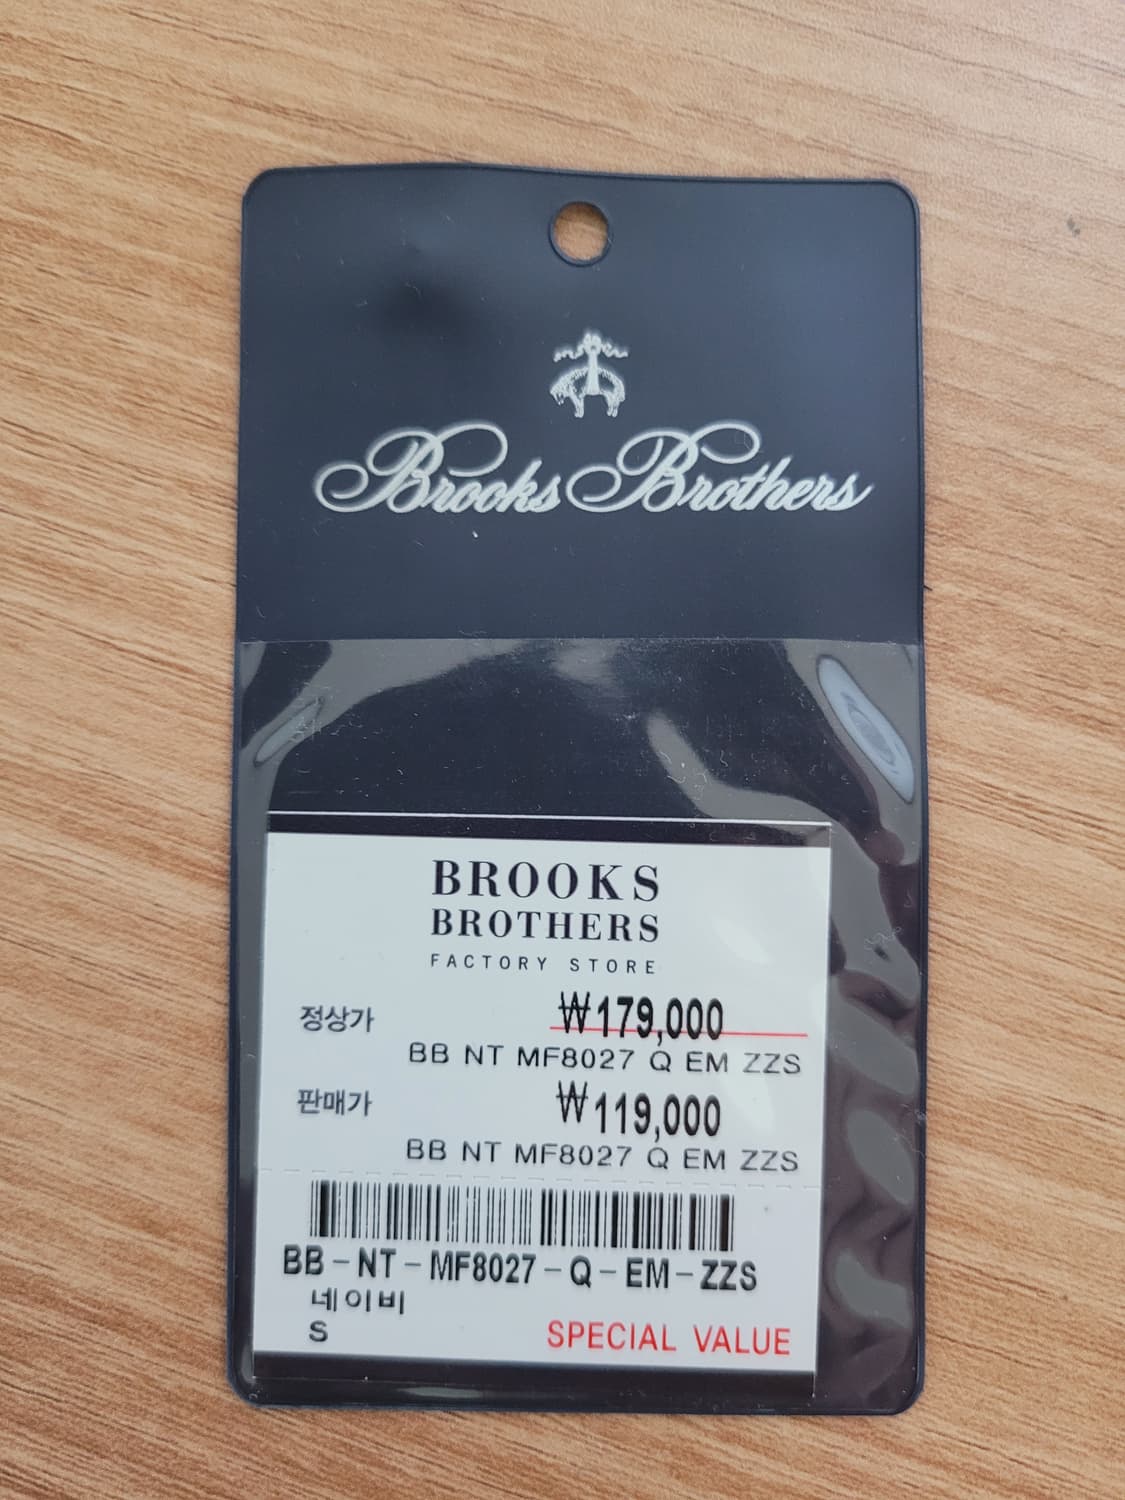 Brooks Brothers
BROOKS
BROTHERS
FACTORY STORE
정상가 ₩179,000
BB NT MF8027 Q EM ZZS
판매가 ₩119,000
BB NT MF8027 Q EM ZZS
BB-NT-MF8027-Q-EM-ZZS
네이비
S
SPECIAL VALUE